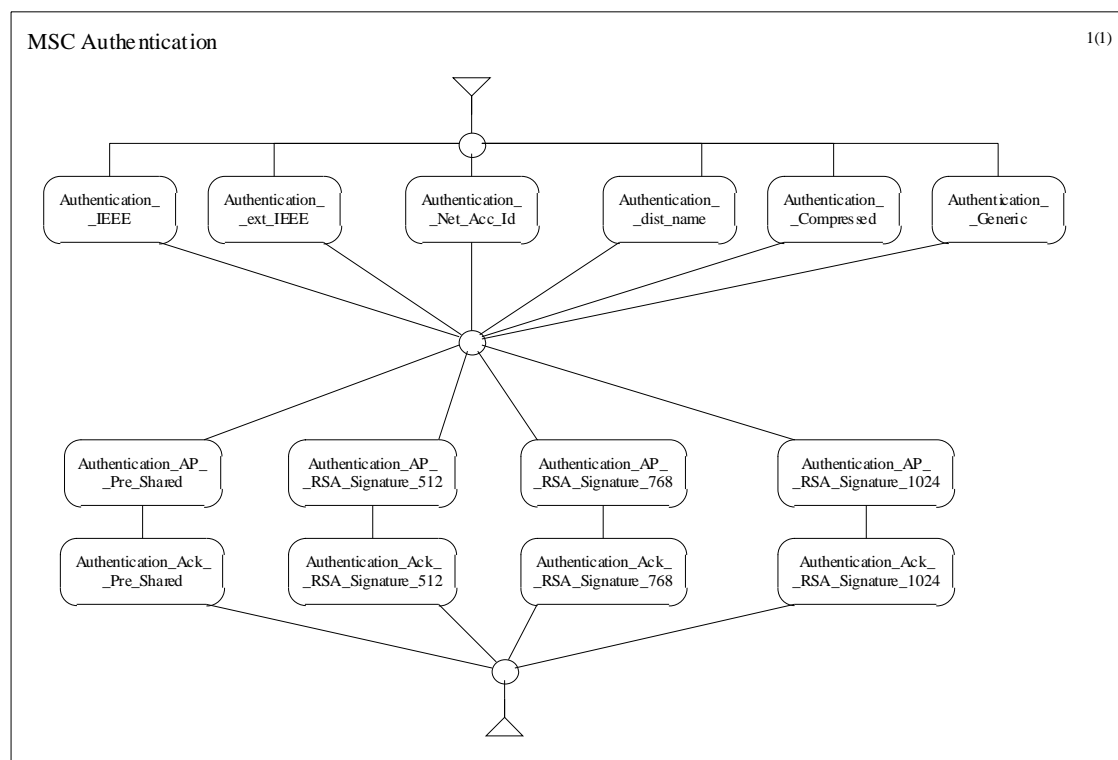 MSC Authentication
1(1)
Authentication_
_IEEE
Authentication_
_ext_IEEE
Authentication_
_Net_Acc_Id
Authentication_
_dist_name
Authentication_
_Compressed
Authentication_
_Generic
Authentication_AP_
_Pre_Shared
Authentication_AP_
_RSA_Signature_512
Authentication_AP_
_RSA_Signature_768
Authentication_AP_
_RSA_Signature_1024
Authentication_Ack_
_Pre_Shared
Authentication_Ack_
_RSA_Signature_512
Authentication_Ack_
_RSA_Signature_768
Authentication_Ack_
_RSA_Signature_1024